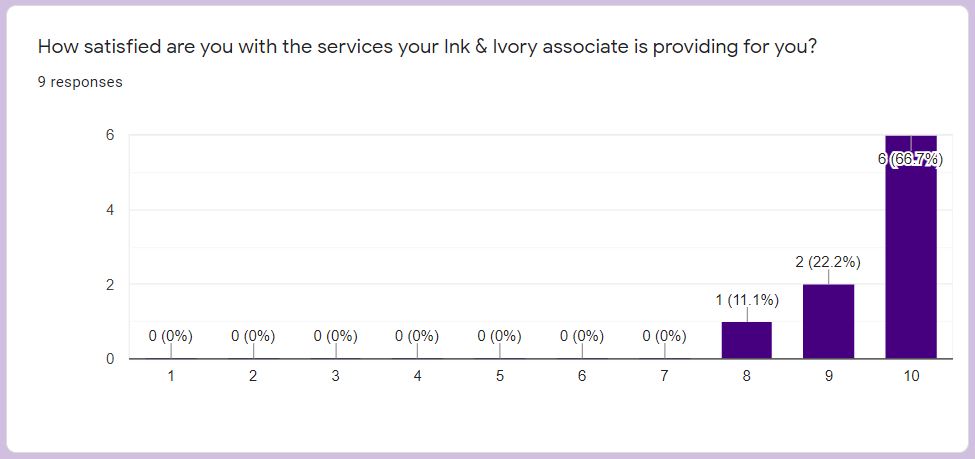 How satisfied are you with the services your Ink & Ivory associate is providing for you?
9 responses
6
6 (66.7%)
4
2 (22.2%)
2
1 (11.1%)
0 (0%) 0 (0%) 0 (0%) 0 (0%) 0 (0%) 0 (0%) 0 (0%)
0
1 2 3 4 5 6 7 8 9 10